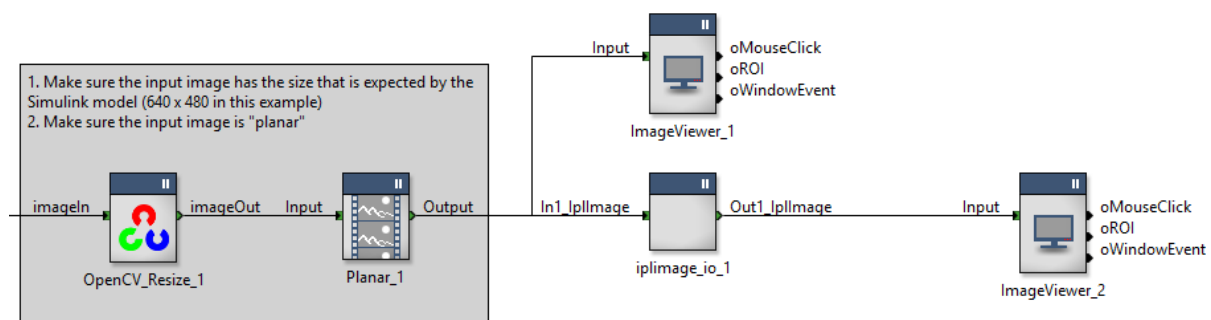 Input
oMouseClick
oROI
oWindowEvent
ImageViewer_1
1. Make sure the input image has the size that is expected by the
Simulink model (640 x 480 in this example)
2. Make sure the input image is "planar"
imageIn
imageOut
Input
Output
In1_IplImage
Out1_IplImage
Input
oMouseClick
oROI
oWindowEvent
OpenCV_Resize_1
Planar_1
iplimage_io_1
ImageViewer_2